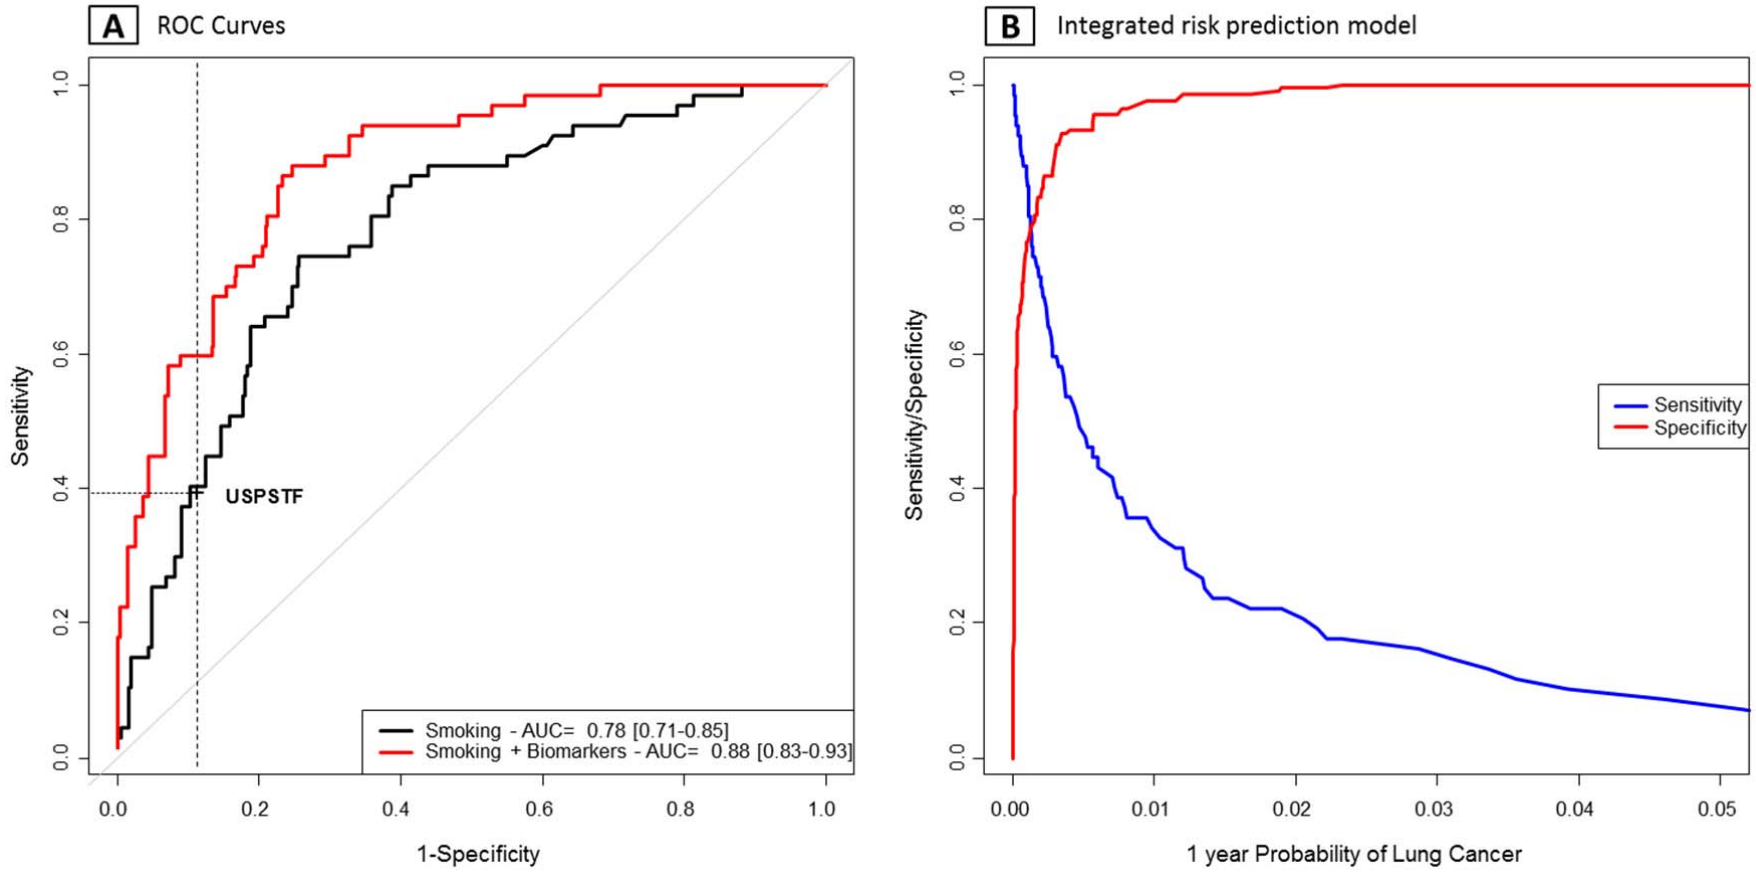 A ROC Curves
Sensitivity
1.0
0.8
0.6
0.4
0.2
0.0
USPSTF
Smoking - AUC= 0.78 [0.71-0.85]
Smoking + Biomarkers - AUC= 0.88 [0.83-0.93]
0.0 0.2 0.4 0.6 0.8 1.0
1-Specificity
B Integrated risk prediction model
Sensitivity/Specificity
1.0
0.8
0.6
0.4
0.2
0.0
Sensitivity
Specificity
0.00 0.01 0.02 0.03 0.04 0.05
1 year Probability of Lung Cancer